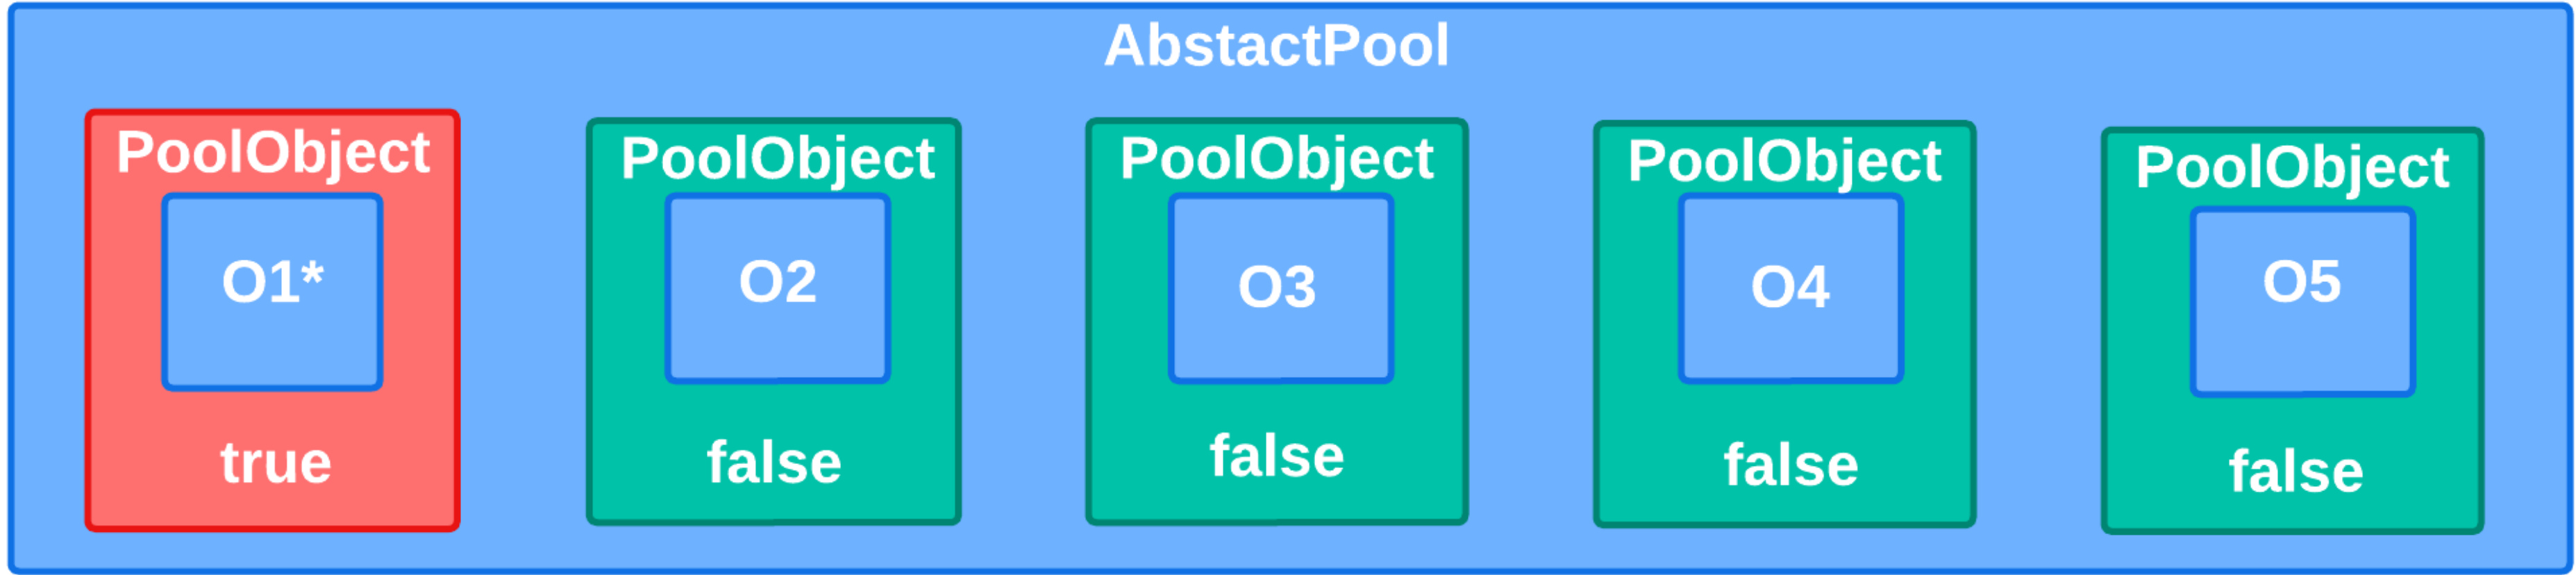 AbstactPool
PoolObject
O1*
true
PoolObject
O2
false
PoolObject
O3
false
PoolObject
O4
false
PoolObject
O5
false